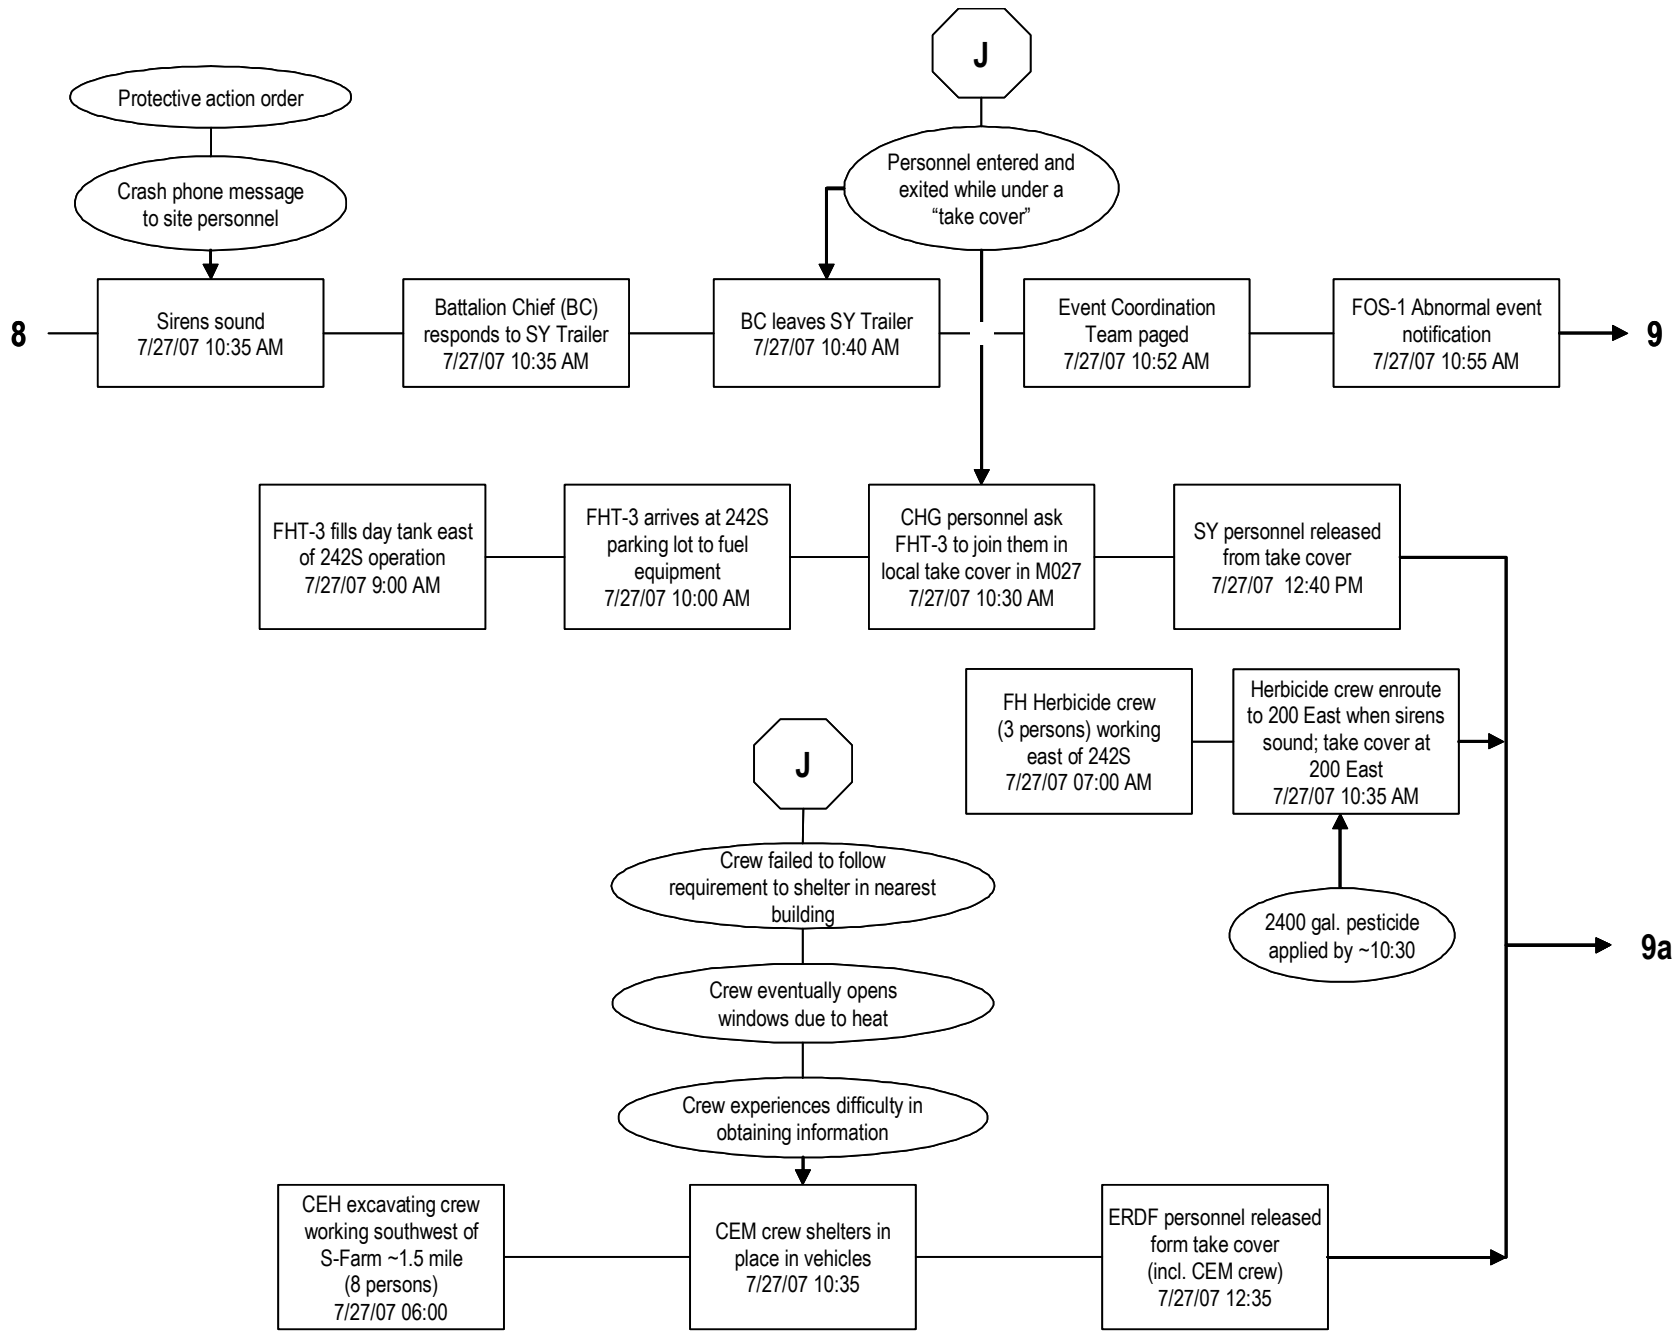 J
Protective action order
Crash phone message
to site personnel
Personnel entered and
exited while under a
“take cover”
8
Sirens sound
7/27/07 10:35 AM
Battalion Chief (BC)
responds to SY Trailer
7/27/07 10:35 AM
BC leaves SY Trailer
7/27/07 10:40 AM
Event Coordination
Team paged
7/27/07 10:52 AM
FOS-1 Abnormal event
notification
7/27/07 10:55 AM
9
FHT-3 fills day tank east
of 242S operation
7/27/07 9:00 AM
FHT-3 arrives at 242S
parking lot to fuel
equipment
7/27/07 10:00 AM
CHG personnel ask
FHT-3 to join them in
local take cover in M027
7/27/07 10:30 AM
SY personnel released
from take cover
7/27/07 12:40 PM
FH Herbicide crew
(3 persons) working
east of 242S
7/27/07 07:00 AM
Herbicide crew enroute
to 200 East when sirens
sound; take cover at
200 East
7/27/07 10:35 AM
J
Crew failed to follow
requirement to shelter in nearest
building
2400 gal. pesticide
applied by ~10:30
9a
Crew eventually opens
windows due to heat
Crew experiences difficulty in
obtaining information
CEH excavating crew
working southwest of
S-Farm ~1.5 mile
(8 persons)
7/27/07 06:00
CEM crew shelters in
place in vehicles
7/27/07 10:35
ERDF personnel released
form take cover
(incl. CEM crew)
7/27/07 12:35